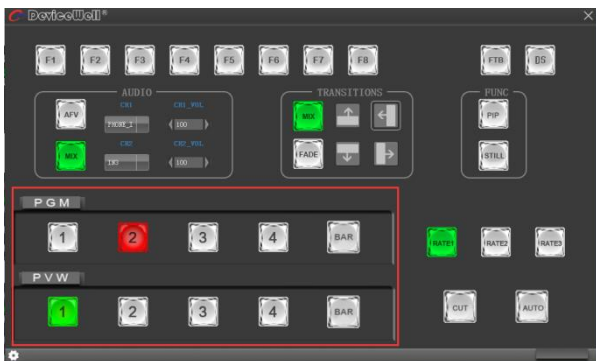 DeviceWell®
F1 F2 F3 F4 F5 F6 F7 F8 FTB
AUDIO TRANSITIONS FUNC
CH1 CH1_VOL
AFV 100 MIX PIP
CH2 CH2_VOL
MIX 100 FADE STILL
PGM
1 2 3 4 BAR
RATE1 RATE2 RATE3
PVW
1 2 3 4 BAR
CUT AUTO